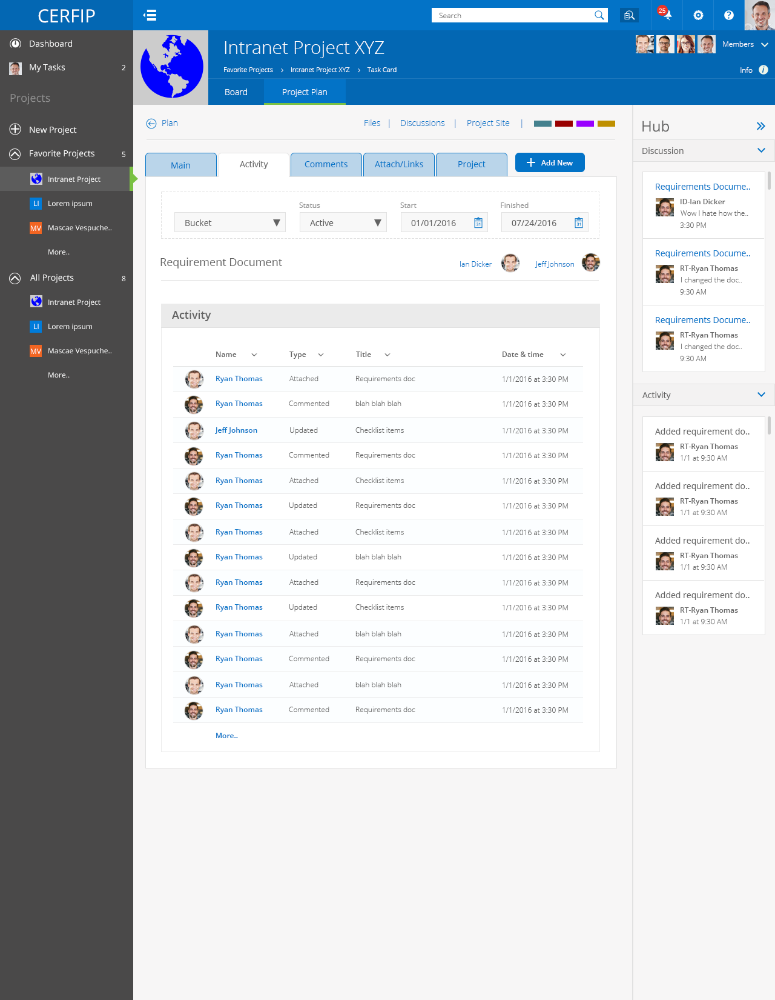 CERFIP
Search
25
Dashboard
My Tasks 2
Projects
New Project
Favorite Projects 5
Intranet Project
LI Lorem ipsum
MV Mascae Vespuche..
More..
All Projects 8
Intranet Project
LI Lorem ipsum
MV Mascae Vespuche..
More..
Intranet Project XYZ
Members
Favorite Projects > Intranet Project XYZ > Task Card
Info i
Board Project Plan
Plan
Files | Discussions | Project Site |
Main Activity Comments Attach/Links Project Add New
Status Start Finished
Bucket Active 01/01/2016 31 07/24/2016 31
Requirement Document Ian Dicker Jeff Johnson
Activity
Name Type Title Date & time
Ryan Thomas Attached Requirements doc 1/1/2016 at 3:30 PM
Ryan Thomas Commented blah blah blah 1/1/2016 at 3:30 PM
Jeff Johnson Updated Checklist items 1/1/2016 at 3:30 PM
Ryan Thomas Commented Requirements doc 1/1/2016 at 3:30 PM
Ryan Thomas Attached Checklist items 1/1/2016 at 3:30 PM
Ryan Thomas Updated Requirements doc 1/1/2016 at 3:30 PM
Ryan Thomas Attached Checklist items 1/1/2016 at 3:30 PM
Ryan Thomas Updated blah blah blah 1/1/2016 at 3:30 PM
Ryan Thomas Attached Requirements doc 1/1/2016 at 3:30 PM
Ryan Thomas Updated Checklist items 1/1/2016 at 3:30 PM
Ryan Thomas Attached blah blah blah 1/1/2016 at 3:30 PM
Ryan Thomas Commented Requirements doc 1/1/2016 at 3:30 PM
Ryan Thomas Attached blah blah blah 1/1/2016 at 3:30 PM
Ryan Thomas Commented Requirements doc 1/1/2016 at 3:30 PM
More..
Hub
Discussion
Requirements Docume..
ID-Ian Dicker
Wow I hate how the..
3:30 PM
Requirements Docume..
RT-Ryan Thomas
I changed the doc..
9:30 AM
Requirements Docume..
RT-Ryan Thomas
I changed the doc..
9:30 AM
Activity
Added requirement do..
RT-Ryan Thomas
1/1 at 9:30 AM
Added requirement do..
RT-Ryan Thomas
1/1 at 9:30 AM
Added requirement do..
RT-Ryan Thomas
1/1 at 9:30 AM
Added requirement do..
RT-Ryan Thomas
1/1 at 9:30 AM